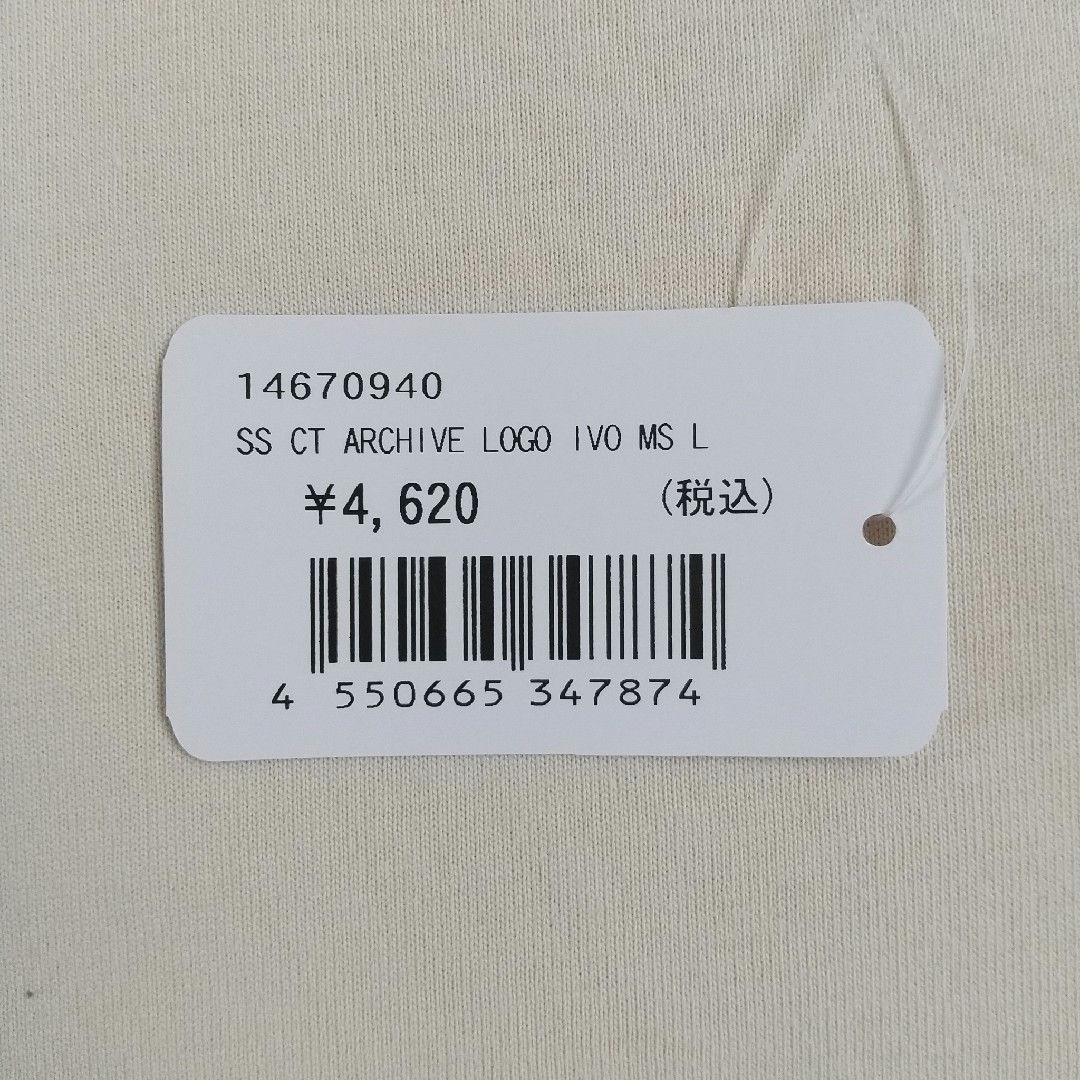 14670940
SS CT ARCHIVE LOGO IVO MS L
¥4,620 (税込)
4 550665 347874